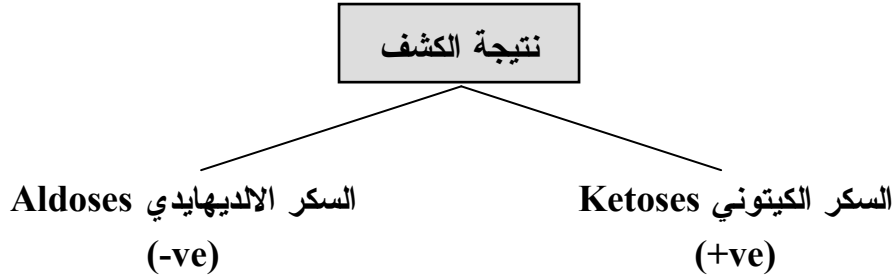 نتيجة الكشف
السكر الكيتوني Ketoses
(+ve)
السكر الالديهايدي Aldoses
(-ve)